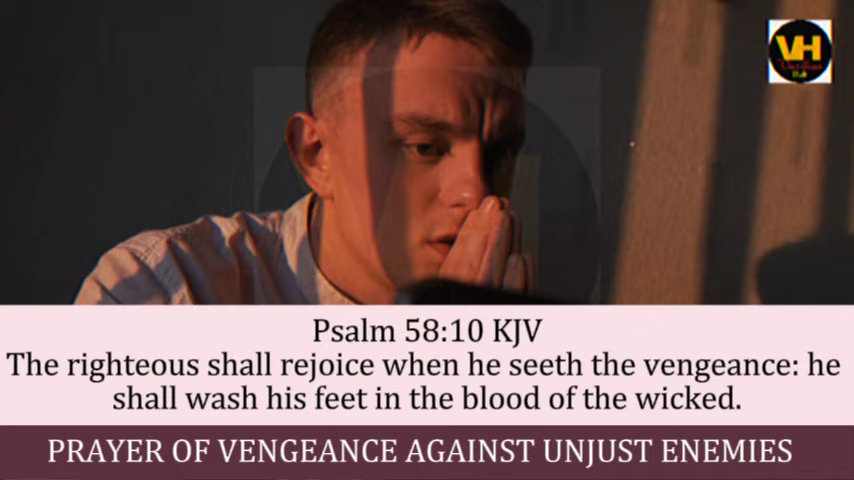 VH
Psalm 58:10 KJV
The righteous shall rejoice when he seeth the vengeance: he
shall wash his feet in the blood of the wicked.
PRAYER OF VENGEANCE AGAINST UNJUST ENEMIES